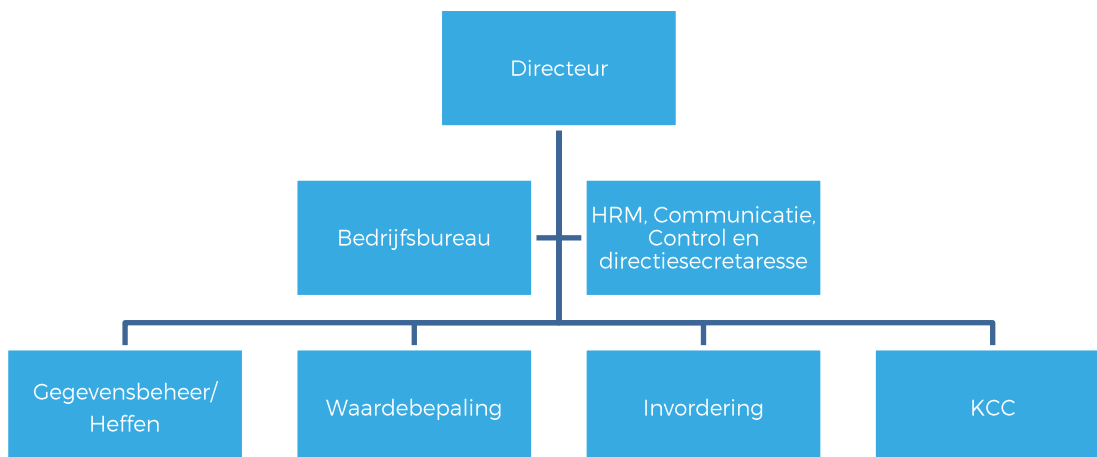 Directeur
Bedrijfsbureau
HRM, Communicatie,
Control en
directiesecretaresse
Gegevensbeheer/
Heffen
Waardebepaling
Invordering
KCC